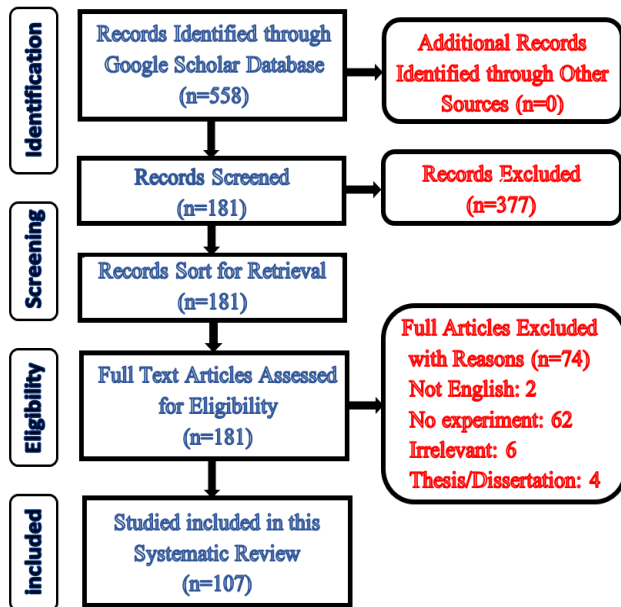 Identification
Records Identified through
Google Scholar Database
(n=558)
Additional Records
Identified through Other
Sources (n=0)
Records Screened
(n=181)
Records Excluded
(n=377)
Screening
Records Sort for Retrieval
(n=181)
Eligibility
Full Text Articles Assessed
for Eligibility
(n=181)
Full Articles Excluded
with Reasons (n=74)
Not English: 2
No experiment: 62
Irrelevant: 6
Thesis/Dissertation: 4
included
Studied included in this
Systematic Review
(n=107)